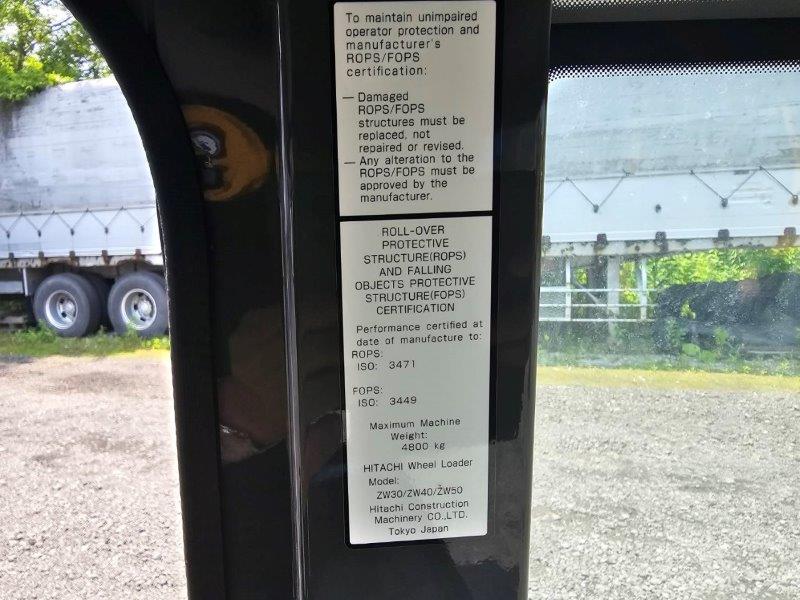 To maintain unimpaired
operator protection and
manufacturer's
ROPS/FOPS
certification:
— Damaged
ROPS/FOPS
structures must be
replaced, not
repaired or revised.
— Any alteration to the
ROPS/FOPS must be
approved by the
manufacturer.
ROLL-OVER
PROTECTIVE
STRUCTURE(ROPS)
AND FALLING
OBJECTS PROTECTIVE
STRUCTURE(FOPS)
CERTIFICATION
Performance certified at
date of manufacture to:
ROPS:
ISO: 3471
FOPS:
ISO: 3449
Maximum Machine
Weight:
4800 kg
HITACHI Wheel Loader
Model:
ZW30/ZW40/ZW50
Hitachi Construction
Machinery CO.,LTD.
Tokyo Japan